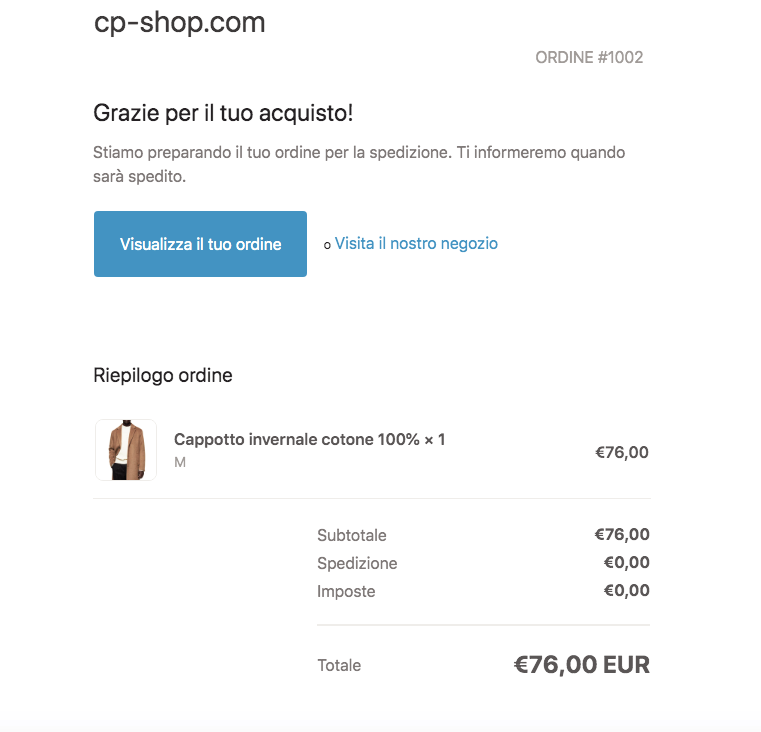 cp-shop.com
ORDINE #1002
Grazie per il tuo acquisto!
Stiamo preparando il tuo ordine per la spedizione. Ti informeremo quando
sarà spedito.
Visualizza il tuo ordine o Visita il nostro negozio
Riepilogo ordine
Cappotto invernale cotone 100% × 1
M
€76,00
Subtotale €76,00
Spedizione €0,00
Imposte €0,00
Totale €76,00 EUR